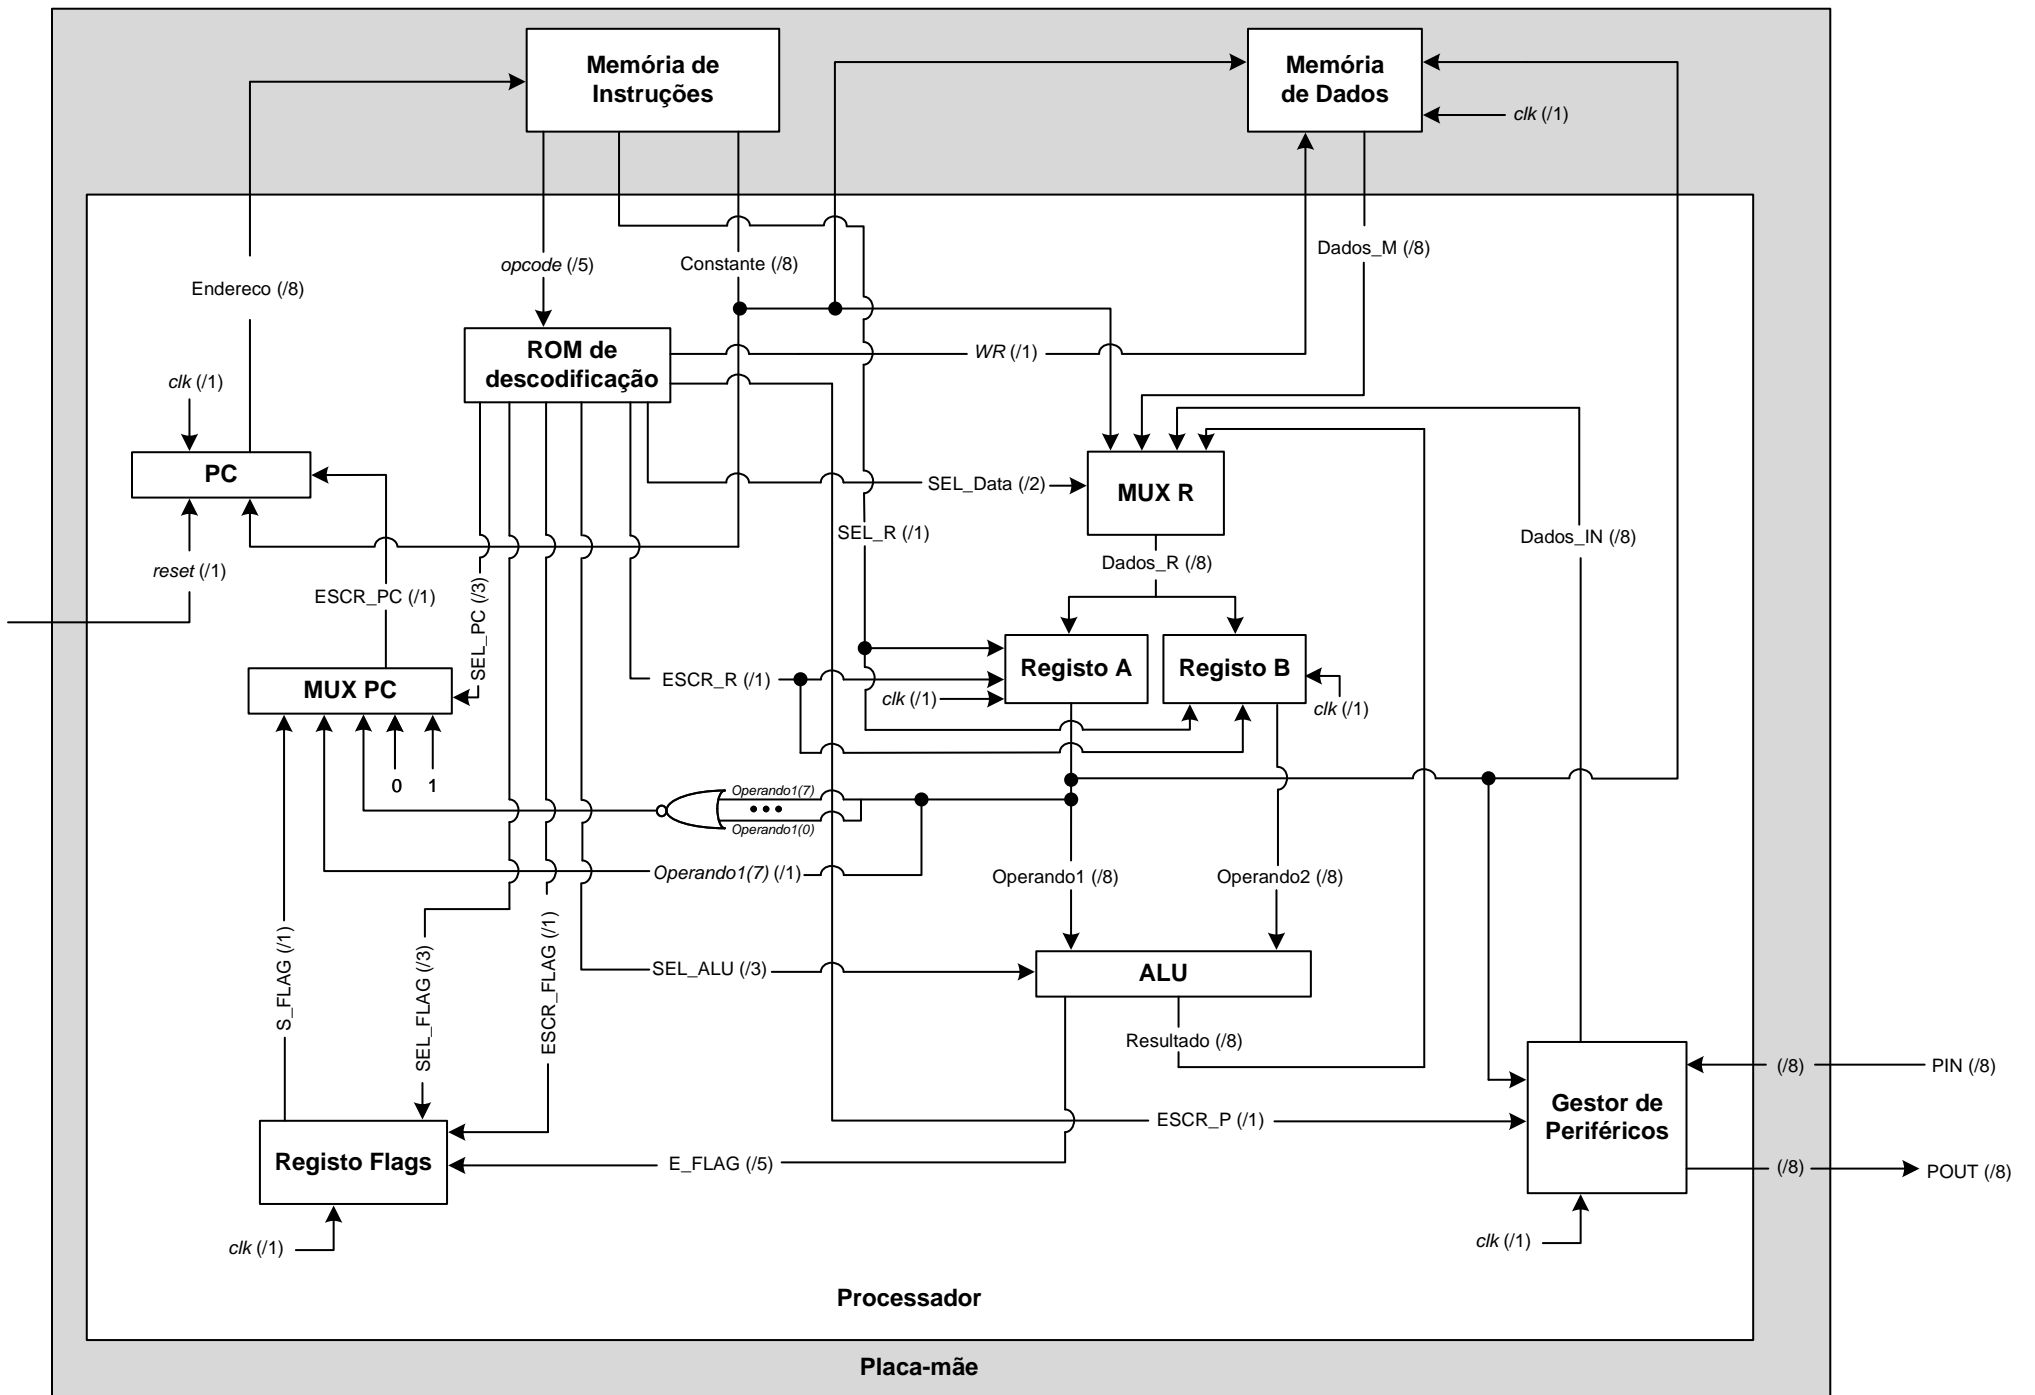 Memória de
Instruções
Memória
de Dados
clk (/1)
opcode (/5)
Constante (/8)
Dados_M (/8)
Endereco (/8)
ROM de
descodificação
WR (/1)
clk (/1)
PC
SEL_Data (/2)
MUX R
SEL_R (/1)
Dados_IN (/8)
reset (/1)
ESCR_PC (/1)
SEL_PC (/3)
Dados_R (/8)
MUX PC
ESCR_R (/1)
Registo A
Registo B
clk (/1)
clk (/1)
0
1
Operando1(7)
Operando1(0)
Operando1(7) (/1)
Operando1 (/8)
Operando2 (/8)
S_FLAG (/1)
SEL_FLAG (/3)
ESCR_FLAG (/1)
SEL_ALU (/3)
ALU
Resultado (/8)
(/8)
PIN (/8)
Gestor de
Periféricos
ESCR_P (/1)
Registo Flags
E_FLAG (/5)
(/8)
POUT (/8)
clk (/1)
clk (/1)
Processador
Placa-mãe